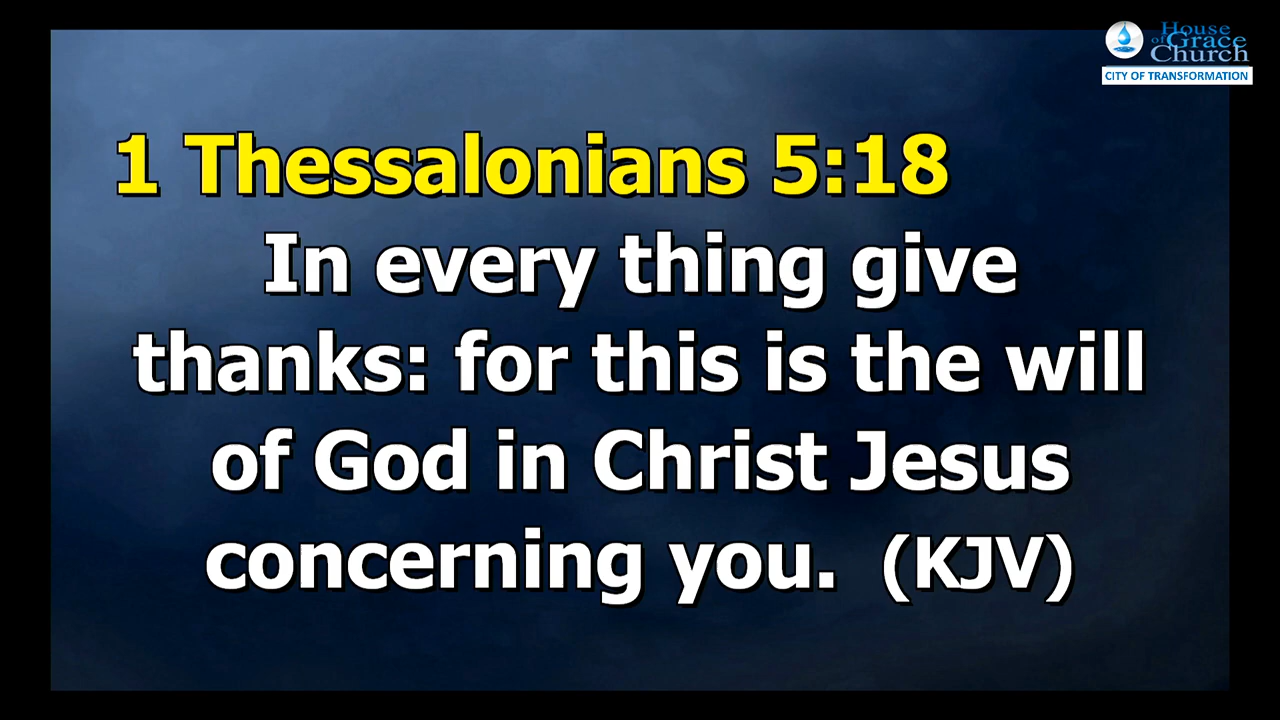 House
of Grace
Church
CITY OF TRANSFORMATION
1 Thessalonians 5:18
In every thing give
thanks: for this is the will
of God in Christ Jesus
concerning you. (KJV)